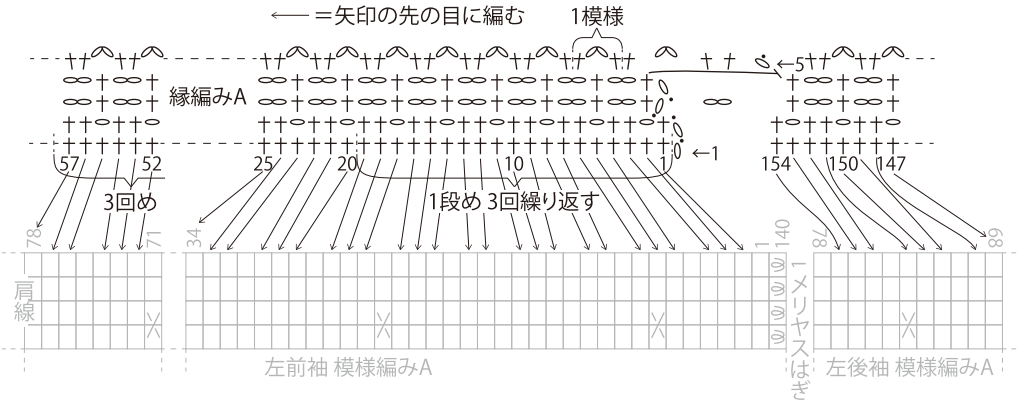 ＝矢印の先の目に編む
1模様
5
縁編みA
1
57
52
25
20
10
1
154
150
147
3回め
1段め 3回繰り返す
78
71
34
1
140
78
68
肩線
左前袖 模様編みA
1メリヤスはぎ
左後袖 模様編みA